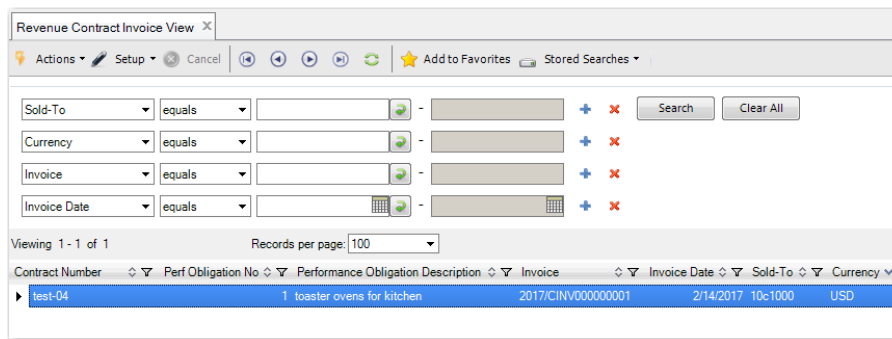 Revenue Contract Invoice View
Actions Setup Cancel Add to Favorites Stored Searches
Sold-To equals - Search Clear All
Currency equals -
Invoice equals -
Invoice Date equals -
Viewing 1 - 1 of 1 Records per page: 100
Contract Number Perf Obligation No Performance Obligation Description Invoice Invoice Date Sold-To Currency
test-04 1 toaster ovens for kitchen 2017/CINV000000001 2/14/2017 10c1000 USD